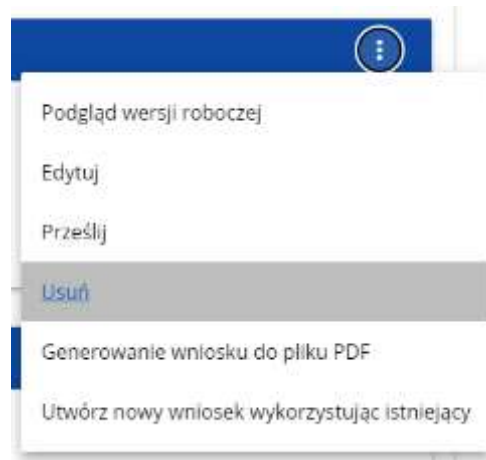 Podgląd wersji roboczej
Edytuj
Prześlij
Usuń
Generowanie wniosku do pliku PDF
Utwórz nowy wniosek wykorzystując istniejący